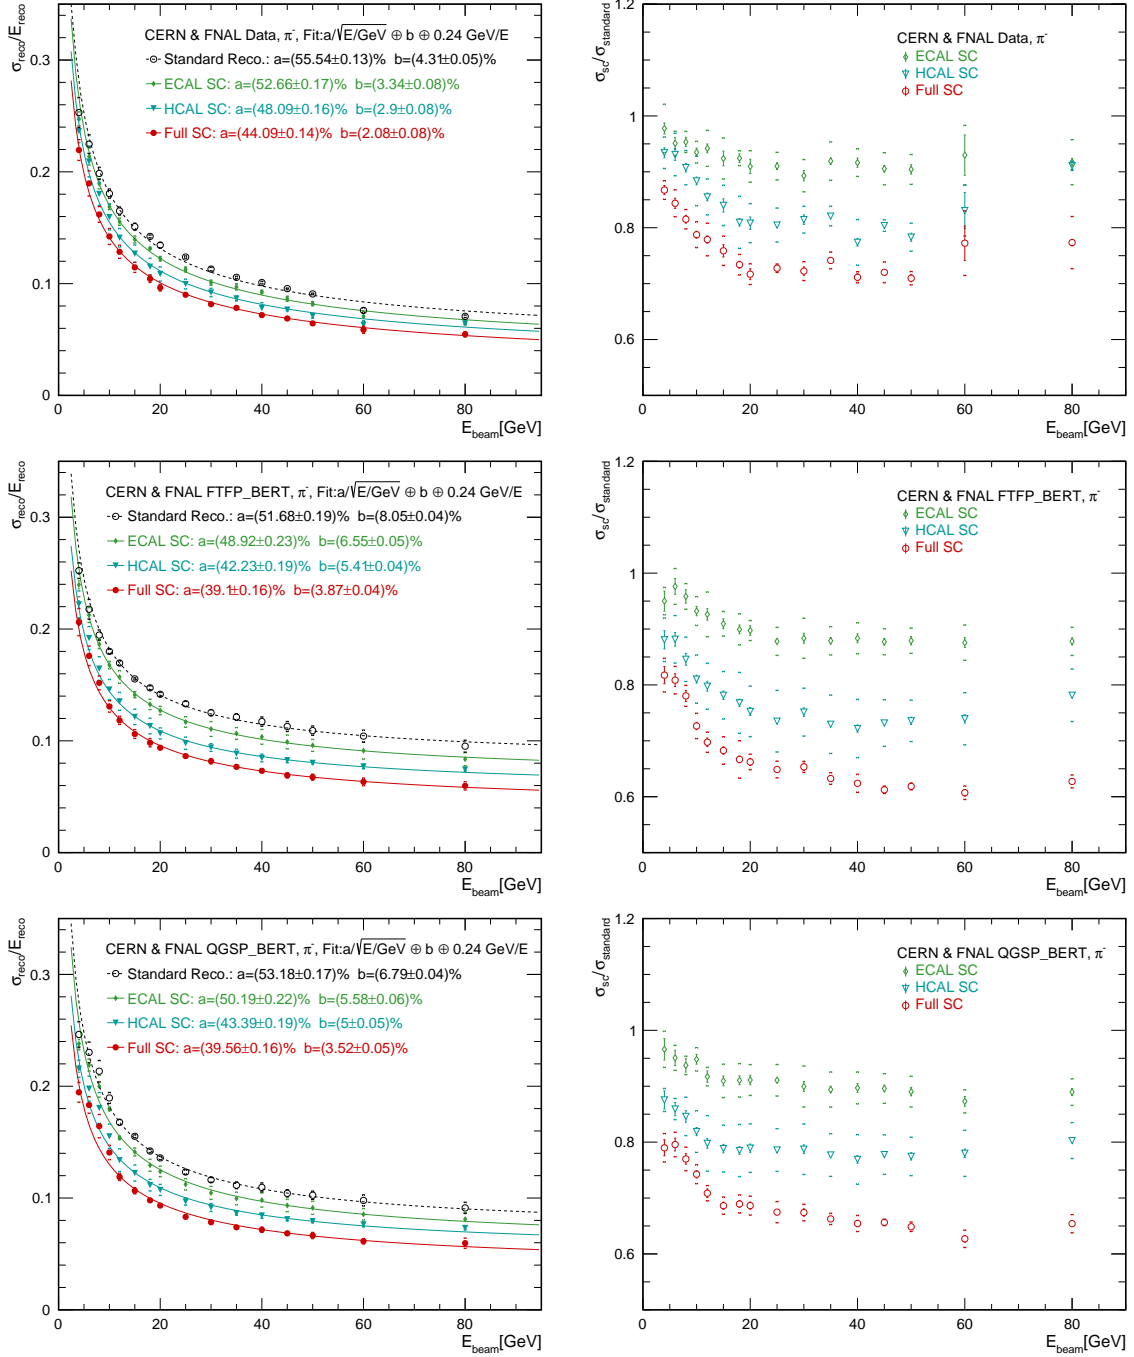 σreco/Ereco
CERN & FNAL Data, π-, Fit:a/√E/GeV ⊕ b ⊕ 0.24 GeV/E
Standard Reco.: a=(55.54±0.13)% b=(4.31±0.05)%
ECAL SC: a=(52.66±0.17)% b=(3.34±0.08)%
HCAL SC: a=(48.09±0.16)% b=(2.9±0.08)%
Full SC: a=(44.09±0.14)% b=(2.08±0.08)%
0.3
0.2
0.1
0
0 20 40 60 80
Ebeam[GeV]
σsc/σstandard
CERN & FNAL Data, π-
ECAL SC
HCAL SC
Full SC
1.2
1
0.8
0.6
0 20 40 60 80
Ebeam[GeV]
σreco/Ereco
CERN & FNAL FTFP_BERT, π-, Fit:a/√E/GeV ⊕ b ⊕ 0.24 GeV/E
Standard Reco.: a=(51.68±0.19)% b=(8.05±0.04)%
ECAL SC: a=(48.92±0.23)% b=(6.55±0.05)%
HCAL SC: a=(42.23±0.19)% b=(5.41±0.04)%
Full SC: a=(39.1±0.16)% b=(3.87±0.04)%
0.3
0.2
0.1
0
0 20 40 60 80
Ebeam[GeV]
σsc/σstandard
CERN & FNAL FTFP_BERT, π-
ECAL SC
HCAL SC
Full SC
1.2
1
0.8
0.6
0 20 40 60 80
Ebeam[GeV]
σreco/Ereco
CERN & FNAL QGSP_BERT, π-, Fit:a/√E/GeV ⊕ b ⊕ 0.24 GeV/E
Standard Reco.: a=(53.18±0.17)% b=(6.79±0.04)%
ECAL SC: a=(50.19±0.22)% b=(5.58±0.06)%
HCAL SC: a=(43.39±0.19)% b=(5±0.05)%
Full SC: a=(39.56±0.16)% b=(3.52±0.05)%
0.3
0.2
0.1
0
0 20 40 60 80
Ebeam[GeV]
σsc/σstandard
CERN & FNAL QGSP_BERT, π-
ECAL SC
HCAL SC
Full SC
1.2
1
0.8
0.6
0 20 40 60 80
Ebeam[GeV]